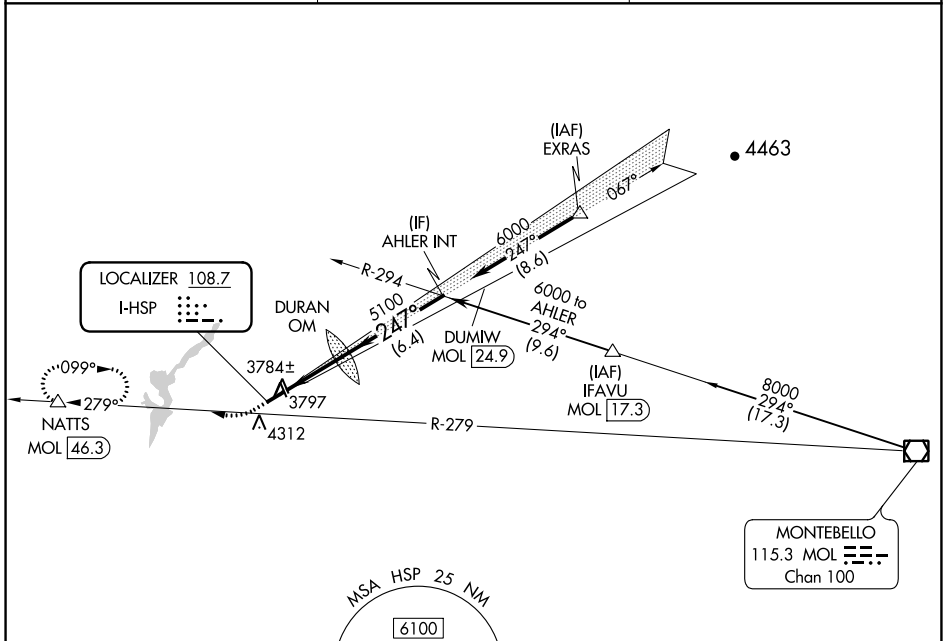 4463
(IAF)
EXRAS
067°
(IF)
AHLER INT
6000
247°
(8.6)
R-294
LOCALIZER 108.7
I-HSP
DURAN
OM
5100
247°
(6.4)
DUMIW
MOL 24.9
6000 to
AHLER
294°
(9.6)
(IAF)
IFAVU
MOL 17.3
8000
294°
(17.3)
3784±
3797
099°
279°
NATTS
MOL 46.3
4312
R-279
MONTEBELLO
115.3 MOL
Chan 100
MSA HSP 25 NM
6100